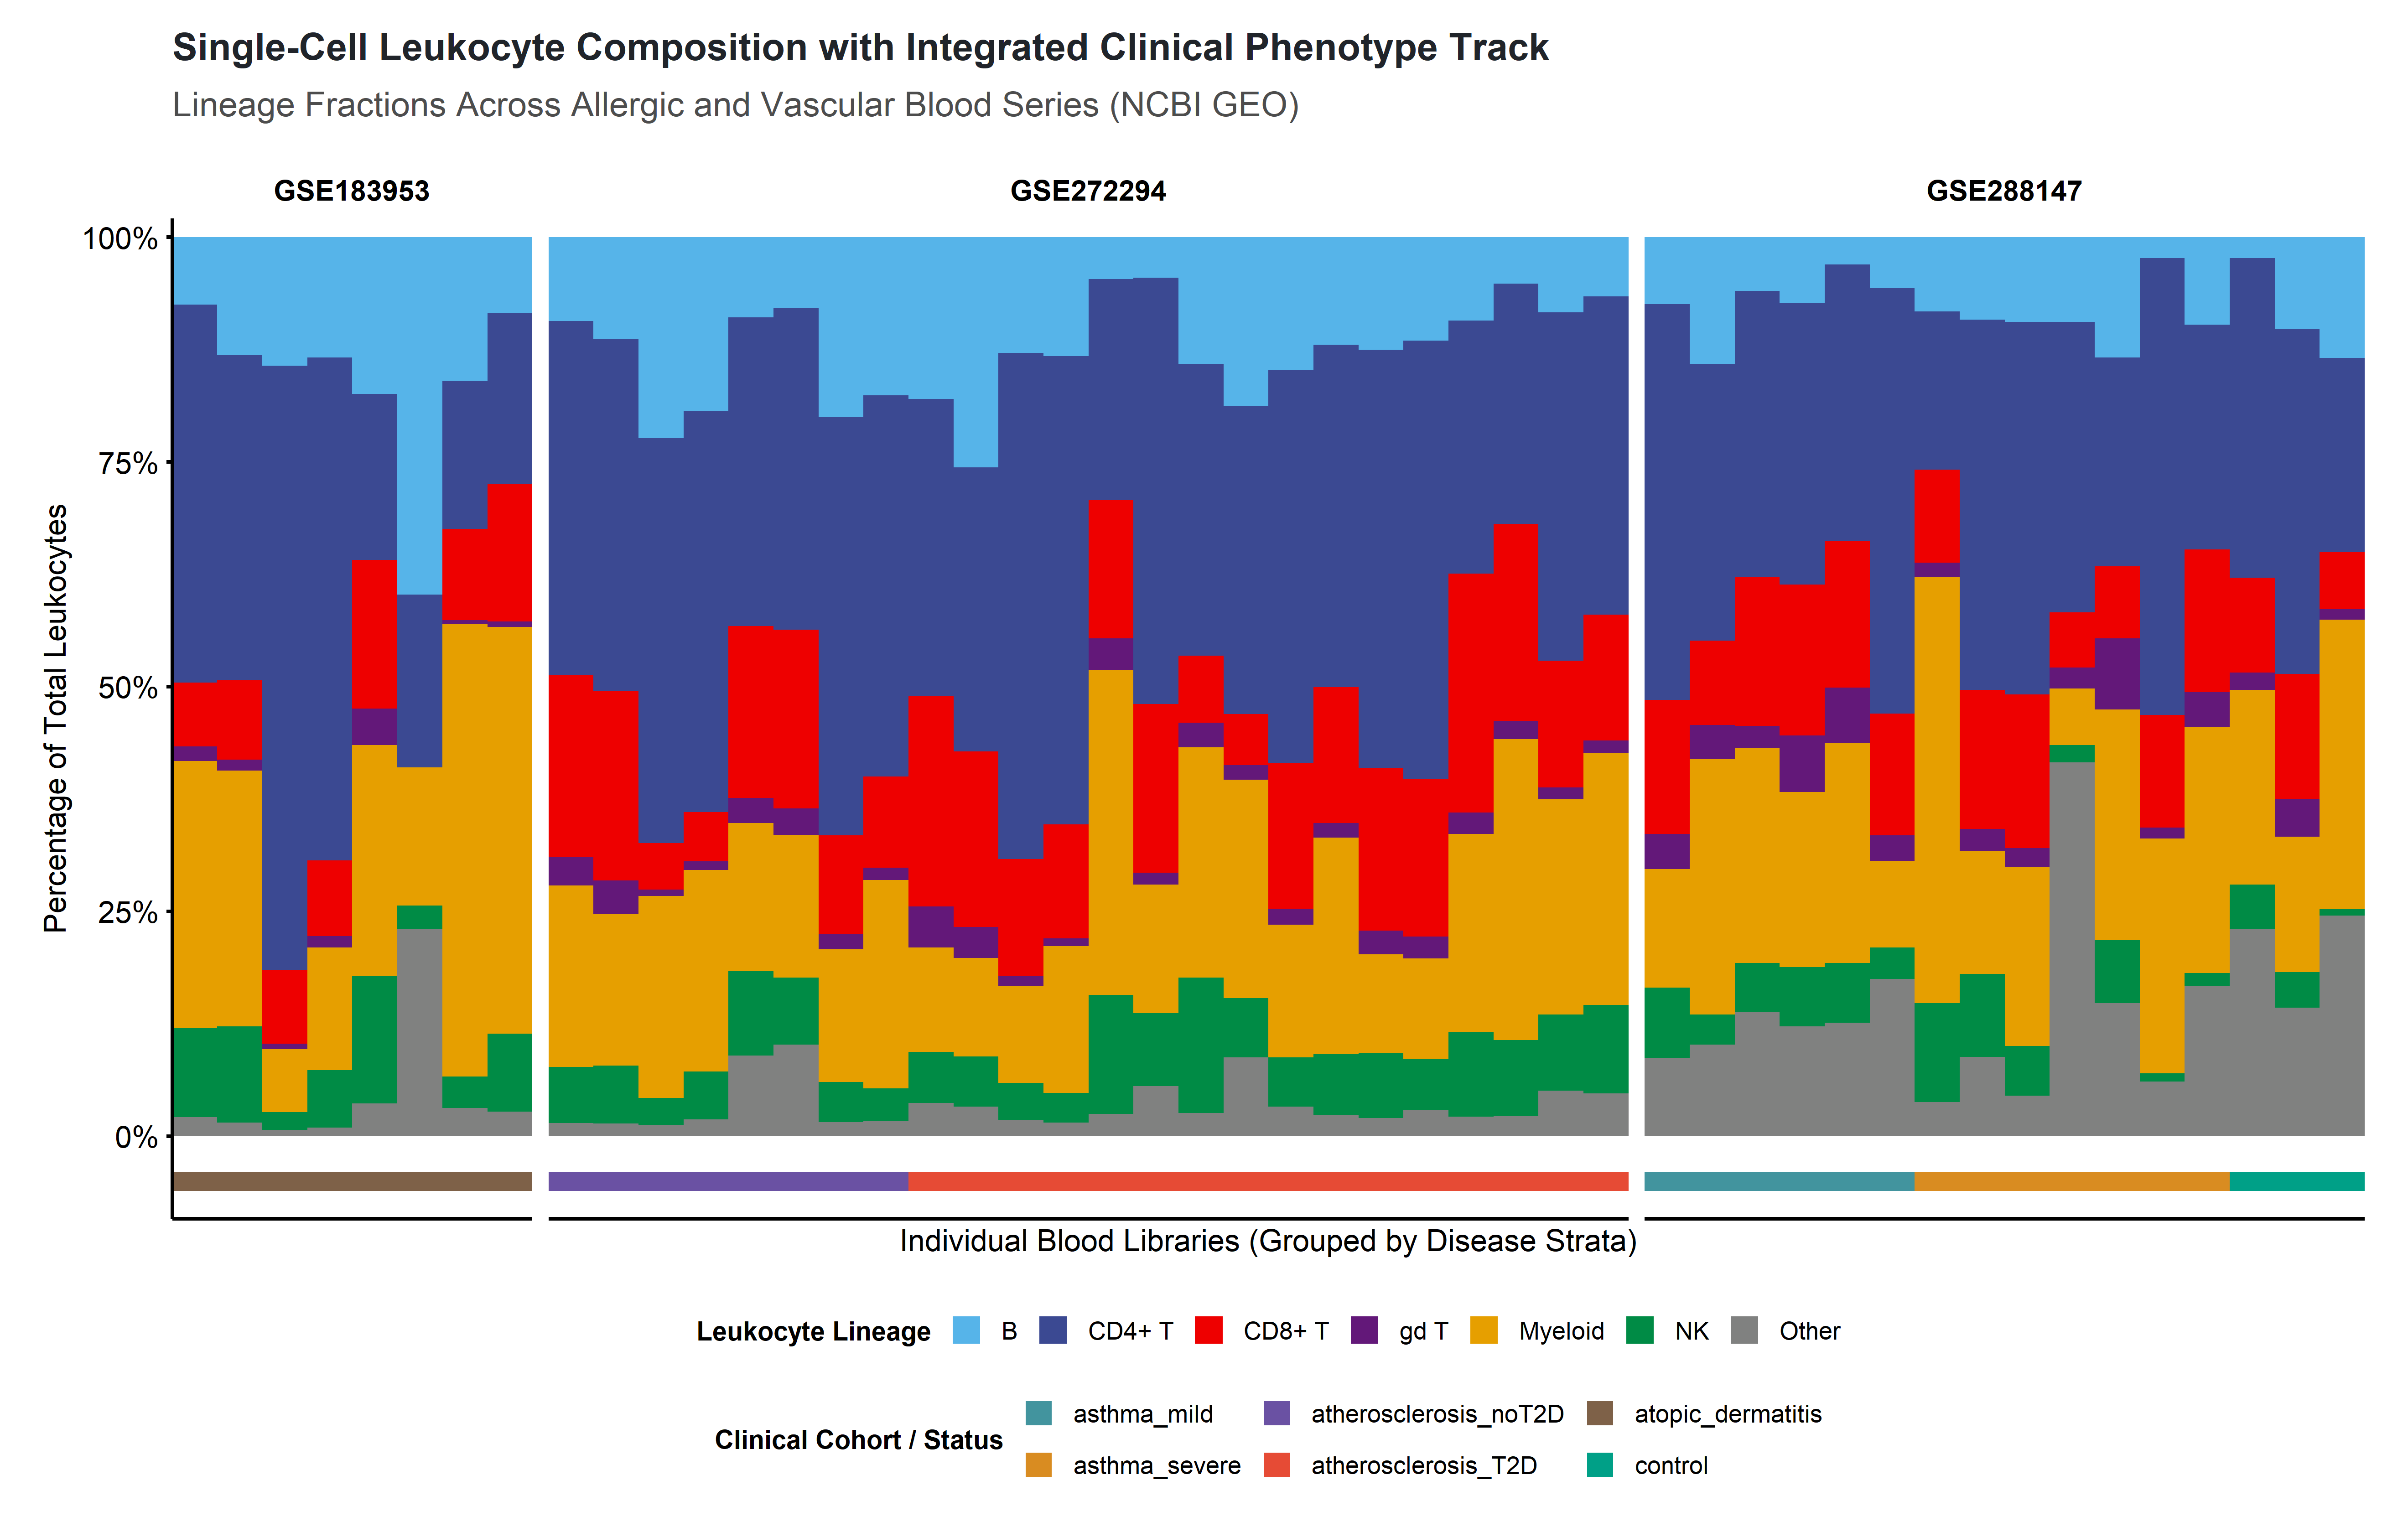 Single-Cell Leukocyte Composition with Integrated Clinical Phenotype Track
Lineage Fractions Across Allergic and Vascular Blood Series (NCBI GEO)
GSE183953
GSE272294
GSE288147
100%
75%
50%
25%
0%
Percentage of Total Leukocytes
Individual Blood Libraries (Grouped by Disease Strata)
Leukocyte Lineage B CD4+ T CD8+ T gd T Myeloid NK Other
Clinical Cohort / Status
asthma_mild atherosclerosis_noT2D atopic_dermatitis
asthma_severe atherosclerosis_T2D control